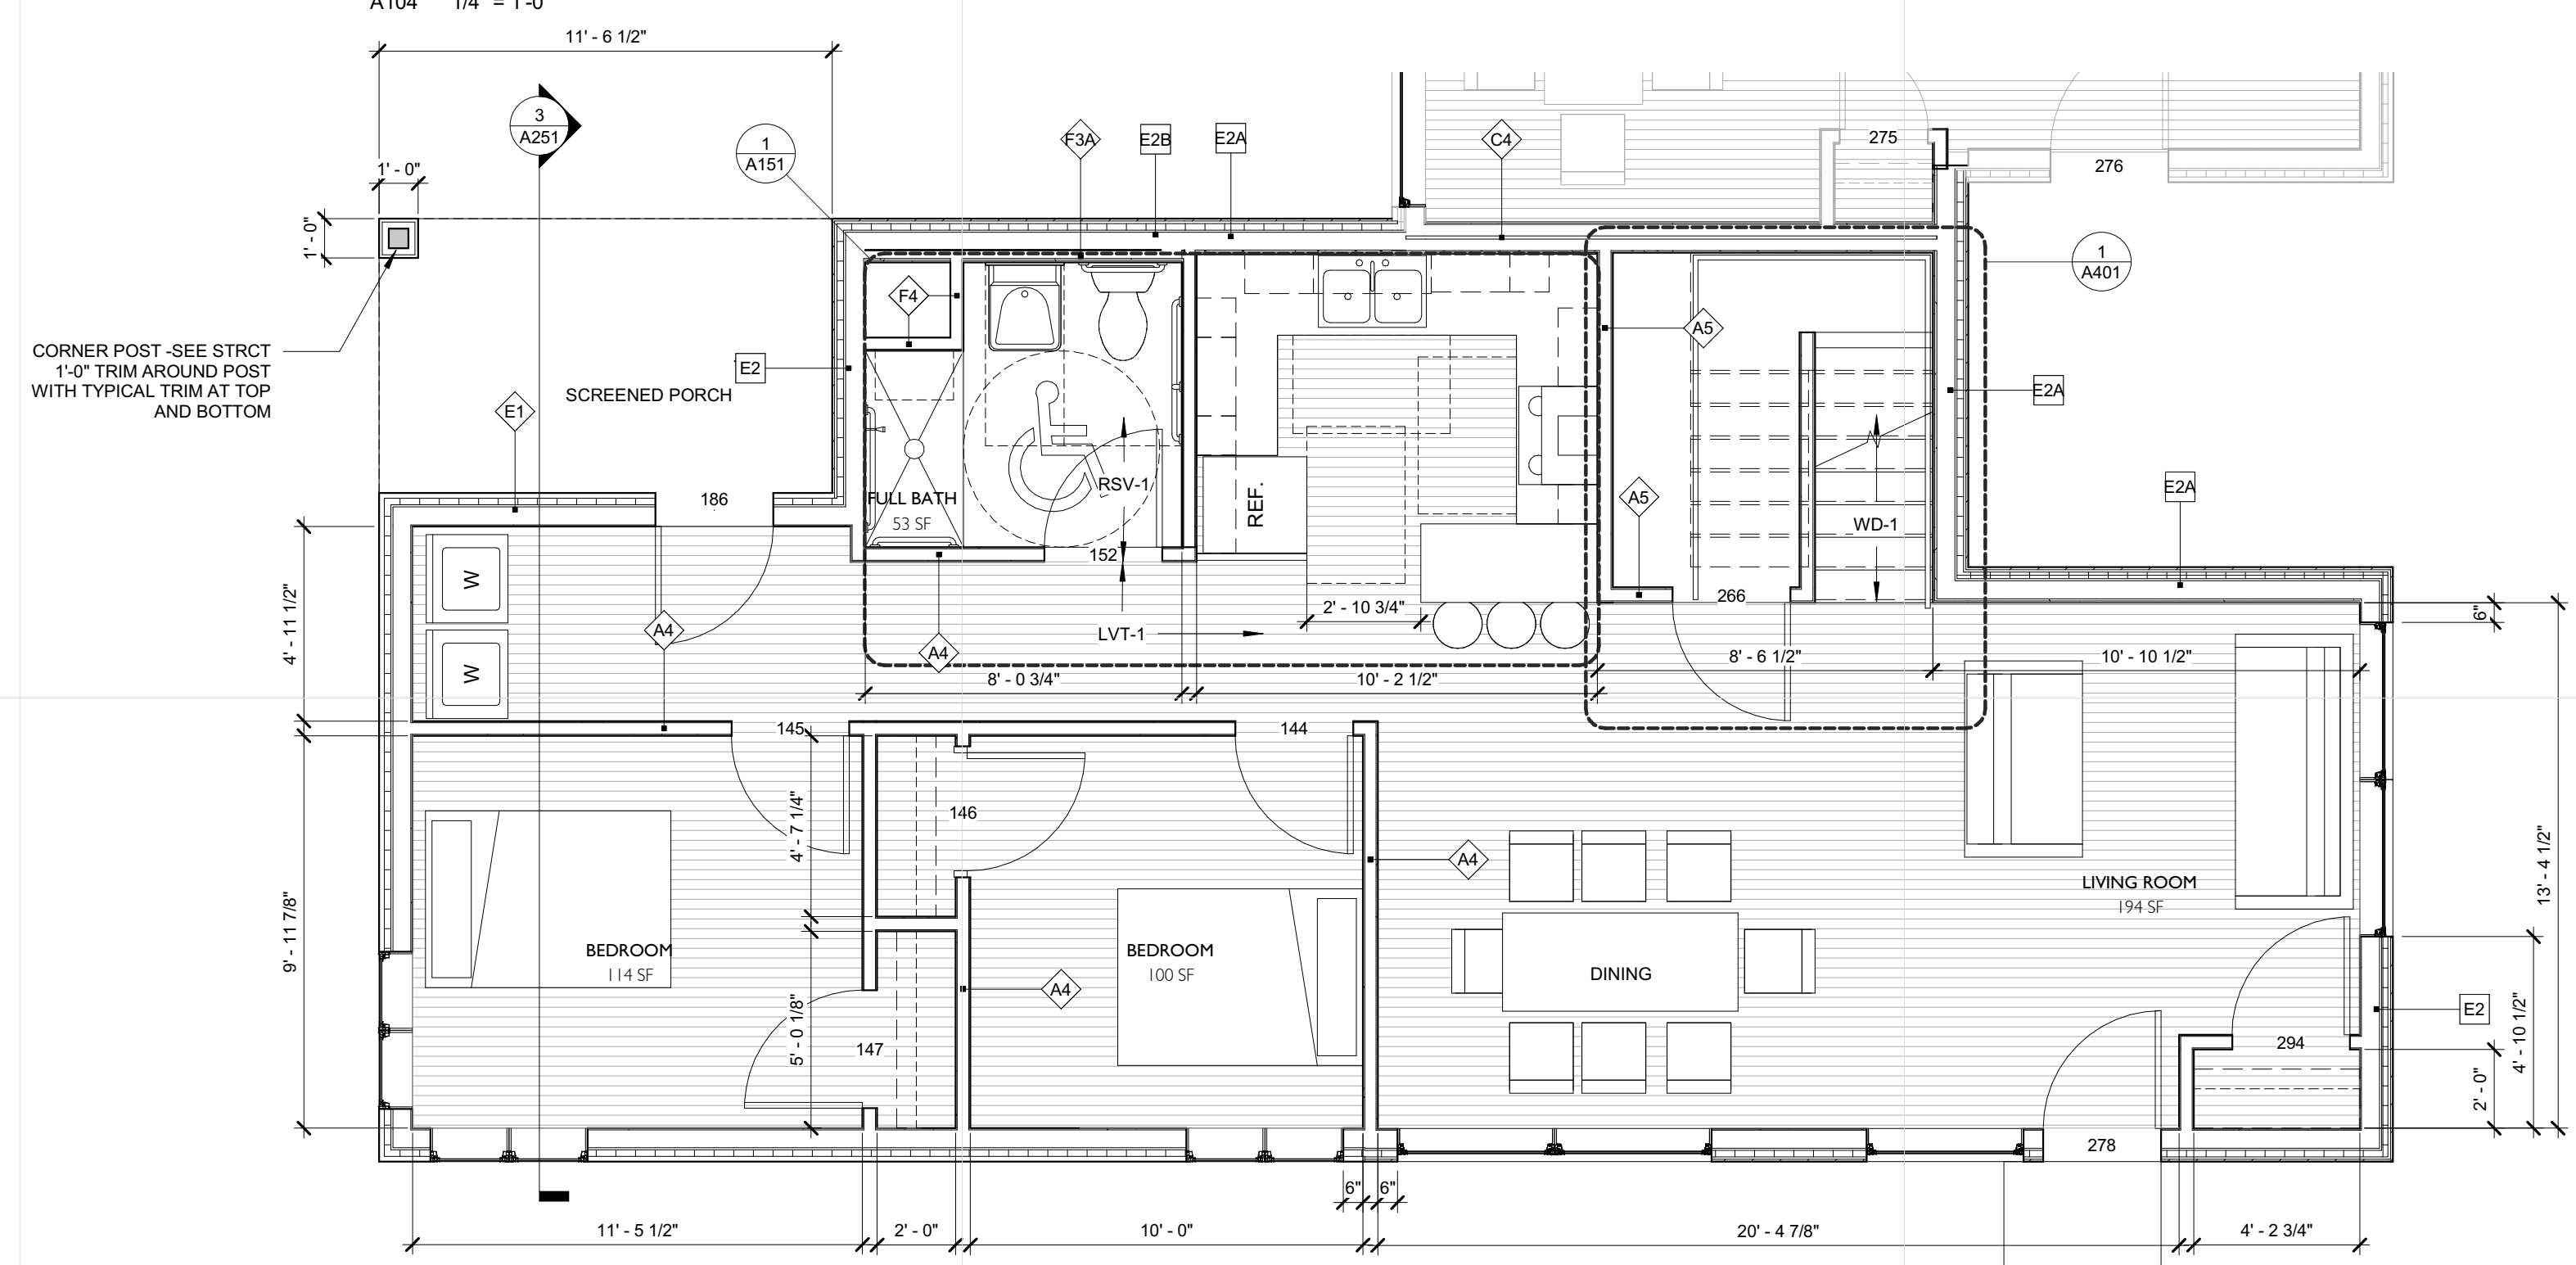 A104 1/4" = 1'-0"
11' - 6 1/2"
3
A251
1
A151
F3A
E2B
E2A
C4
275
276
1' - 0"
1' - 0"
1
A401
F4
A5
CORNER POST -SEE STRCT
1'-0" TRIM AROUND POST
WITH TYPICAL TRIM AT TOP
AND BOTTOM
E2
SCREENED PORCH
E1
E2A
RSV-1
FULL BATH
53 SF
REF.
A5
E2A
186
WD-1
152
266
W
W
4' - 11 1/2"
A4
A4
LVT-1
2' - 10 3/4"
6"
8' - 0 3/4"
10' - 2 1/2"
8' - 6 1/2"
10' - 10 1/2"
145
144
146
4' - 7 1/4"
A4
13' - 4 1/2"
LIVING ROOM
194 SF
9' - 11 7/8"
BEDROOM
114 SF
BEDROOM
100 SF
A4
DINING
E2
5' - 0 1/8"
147
294
4' - 10 1/2"
2' - 0"
278
6"
6"
11' - 5 1/2"
2' - 0"
10' - 0"
20' - 4 7/8"
4' - 2 3/4"